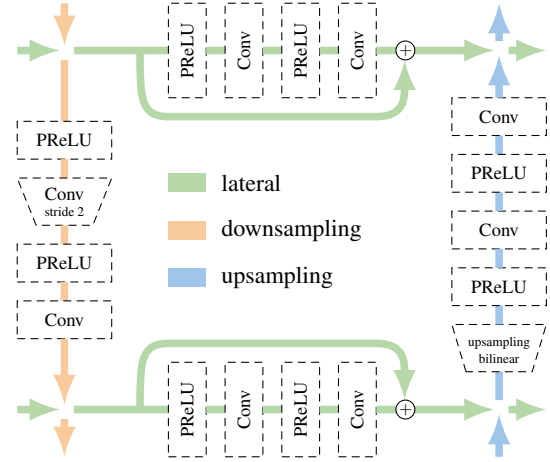 PReLU
Conv
PReLU
Conv
+
PReLU
Conv
stride 2
PReLU
Conv
lateral
downsampling
upsampling
Conv
PReLU
Conv
PReLU
upsampling
bilinear
PReLU
Conv
PReLU
Conv
+